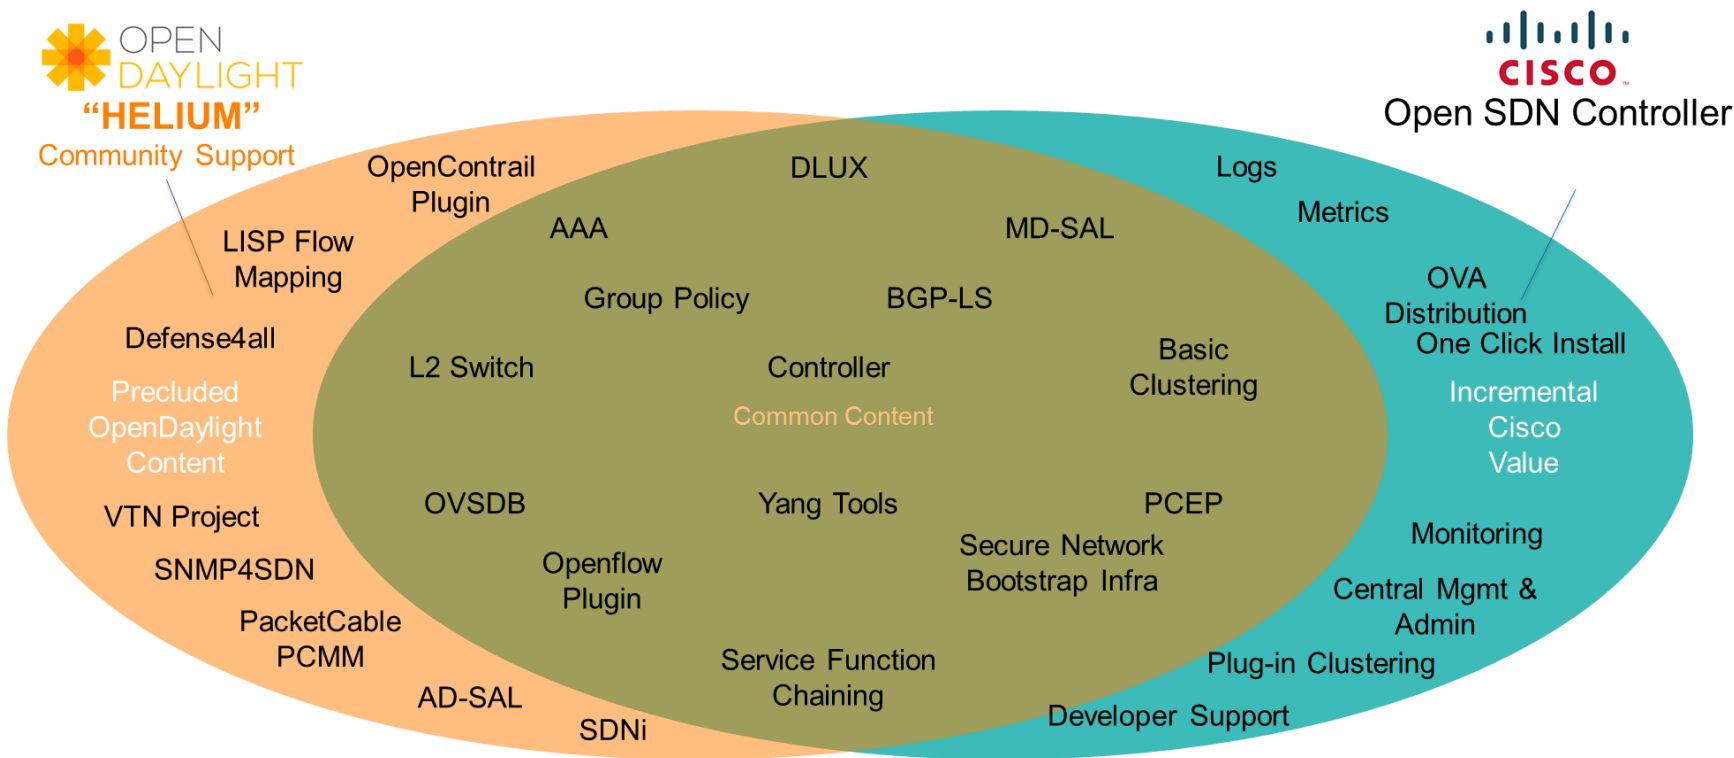 OPEN
DAYLIGHT
“HELIUM”
Community Support
CISCO™
Open SDN Controller
OpenContrail
Plugin
LISP Flow
Mapping
Defense4all
Precluded
OpenDaylight
Content
VTN Project
SNMP4SDN
PacketCable
PCMM
AD-SAL
SDNi
DLUX
AAA
MD-SAL
Group Policy
BGP-LS
L2 Switch
Controller
Basic
Clustering
Common Content
OVSDB
Yang Tools
PCEP
Openflow
Plugin
Secure Network
Bootstrap Infra
Service Function
Chaining
Logs
Metrics
OVA
Distribution
One Click Install
Incremental
Cisco
Value
Monitoring
Central Mgmt &
Admin
Plug-in Clustering
Developer Support